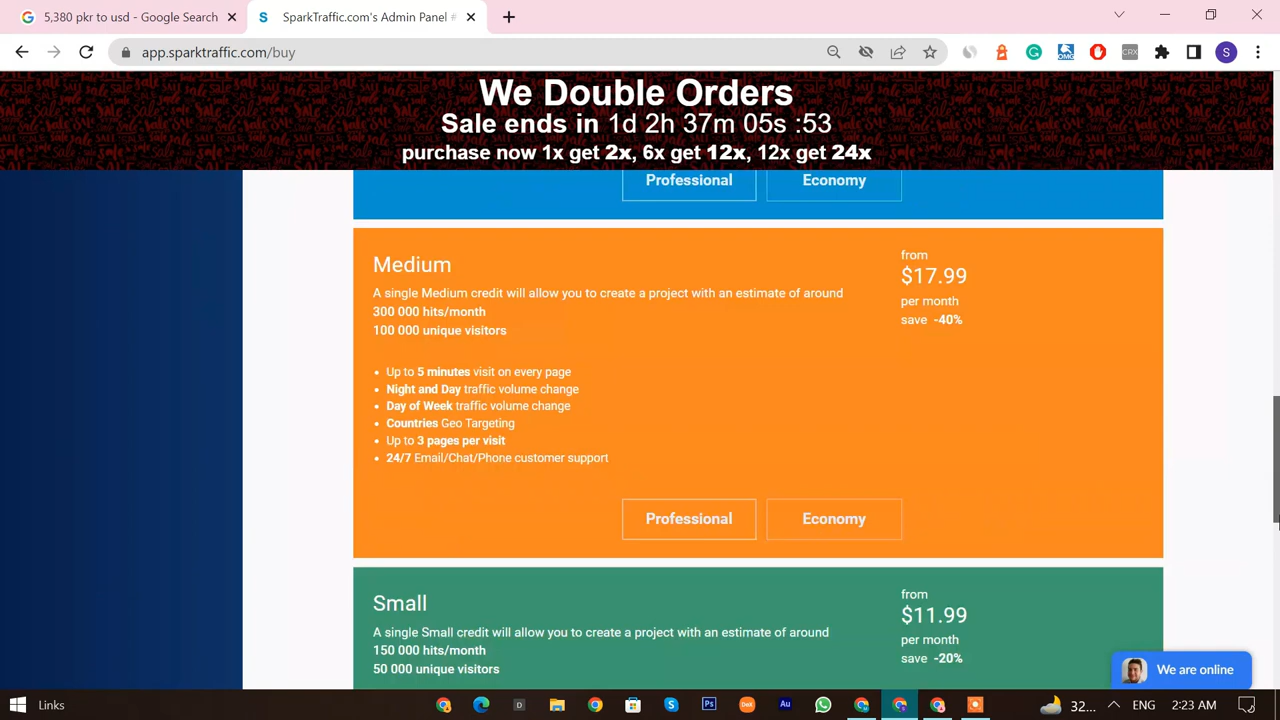 5,380 pkr to usd - Google Search
SparkTraffic.com's Admin Panel #
app.sparktraffic.com/buy
S
We Double Orders
Sale ends in 1d 2h 37m 05s :53
purchase now 1x get 2x, 6x get 12x, 12x get 24x
Professional
Economy
Medium
A single Medium credit will allow you to create a project with an estimate of around
300 000 hits/month
100 000 unique visitors
from
$17.99
per month
save -40%
• Up to 5 minutes visit on every page
• Night and Day traffic volume change
• Day of Week traffic volume change
• Countries Geo Targeting
• Up to 3 pages per visit
• 24/7 Email/Chat/Phone customer support
Professional
Economy
Small
A single Small credit will allow you to create a project with an estimate of around
150 000 hits/month
50 000 unique visitors
from
$11.99
per month
save -20%
We are online
Links
32...
ENG
2:23 AM